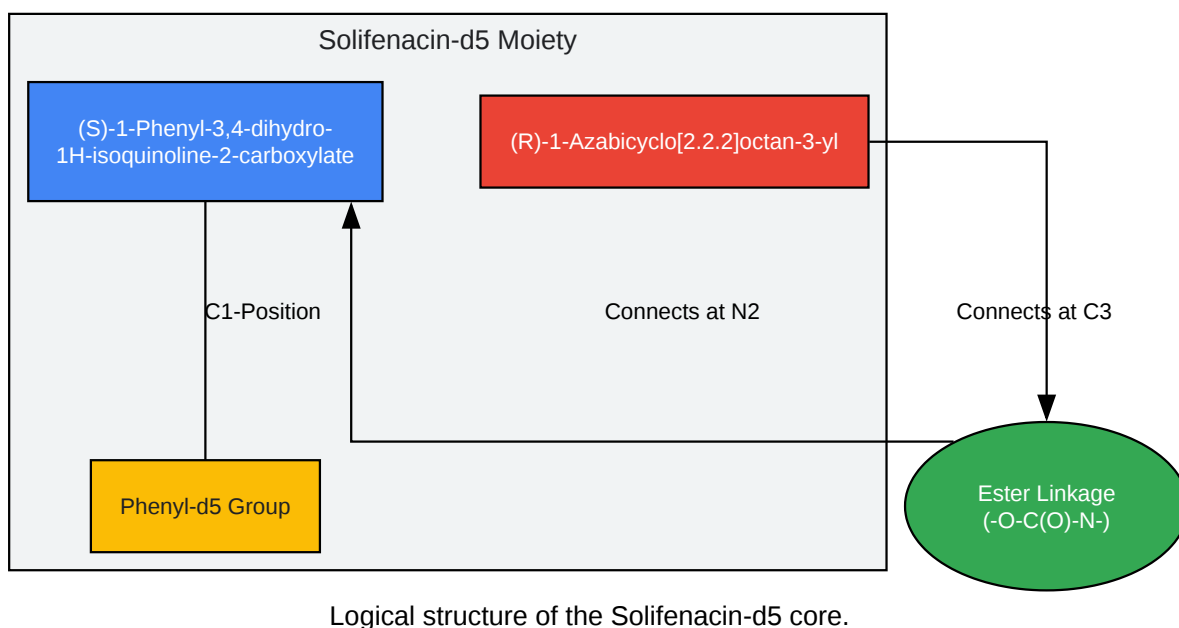 Solifenacin-d5 Moiety
(S)-1-Phenyl-3,4-dihydro-
1H-isoquinoline-2-carboxylate
(R)-1-Azabicyclo[2.2.2]octan-3-yl
C1-Position
Connects at N2
Connects at C3
Phenyl-d5 Group
Ester Linkage
(-O-C(O)-N-)
Logical structure of the Solifenacin-d5 core.